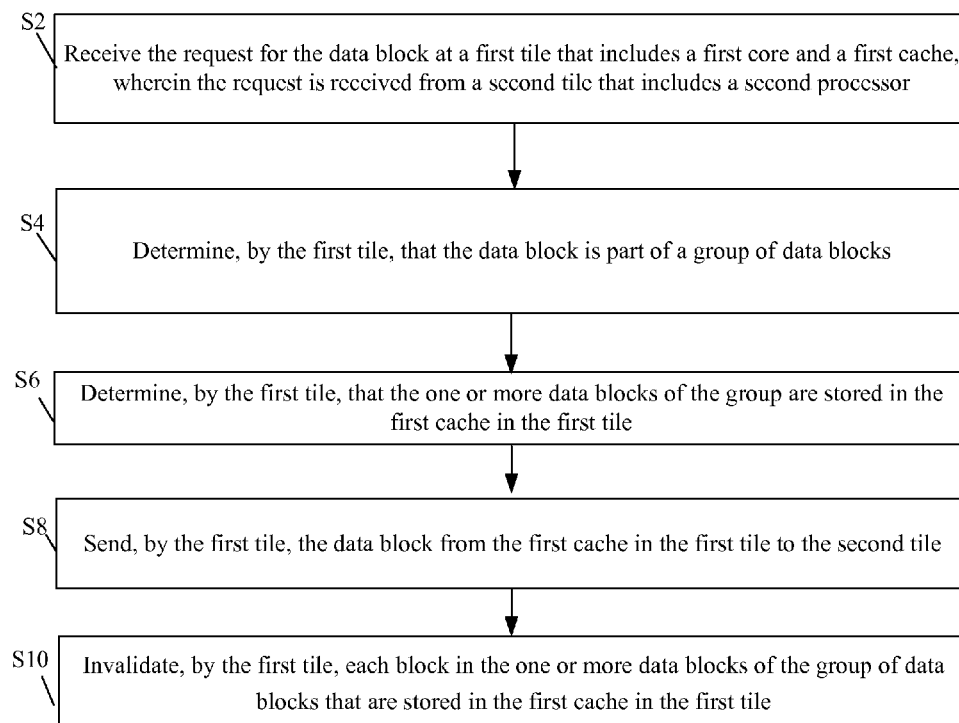 S2
Receive the request for the data block at a first tile that includes a first core and a first cache,
wherein the request is received from a second tile that includes a second processor
S4
Determine, by the first tile, that the data block is part of a group of data blocks
S6
Determine, by the first tile, that the one or more data blocks of the group are stored in the
first cache in the first tile
S8
Send, by the first tile, the data block from the first cache in the first tile to the second tile
S10
Invalidate, by the first tile, each block in the one or more data blocks of the group of data
blocks that are stored in the first cache in the first tile